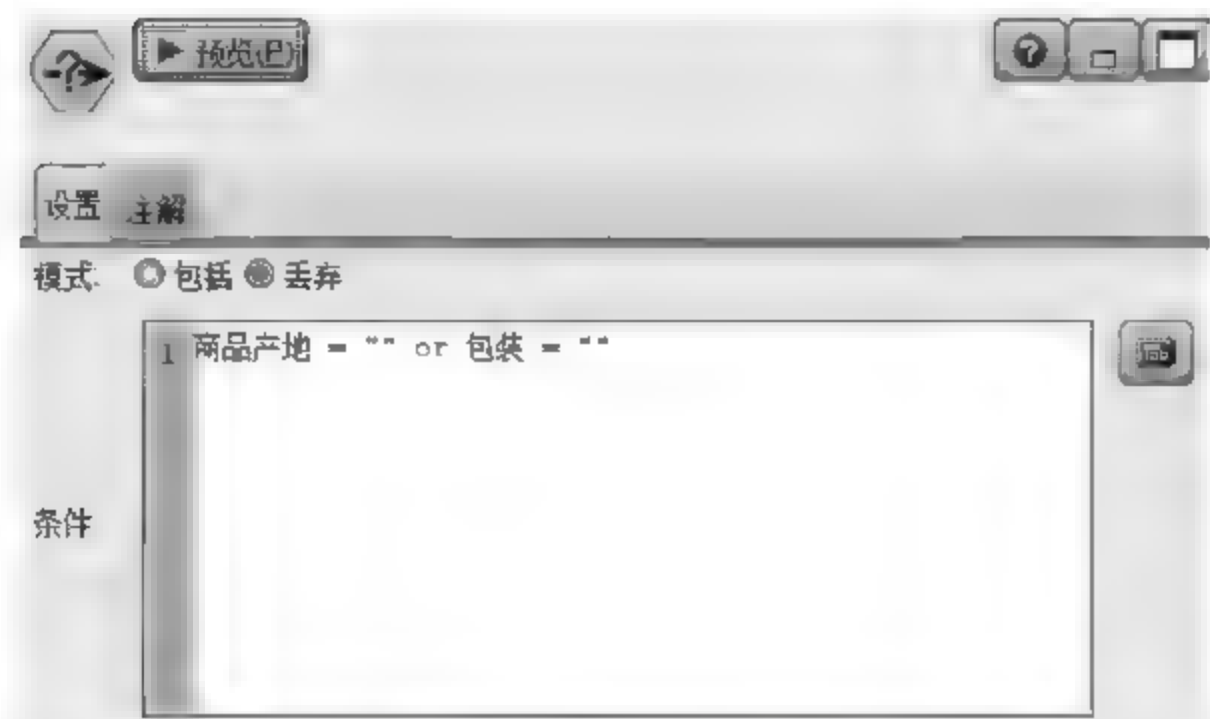 预览(P)
设置 注解
模式: 包括 丢弃
1 商品产地 = "" or 包装 = ""
条件